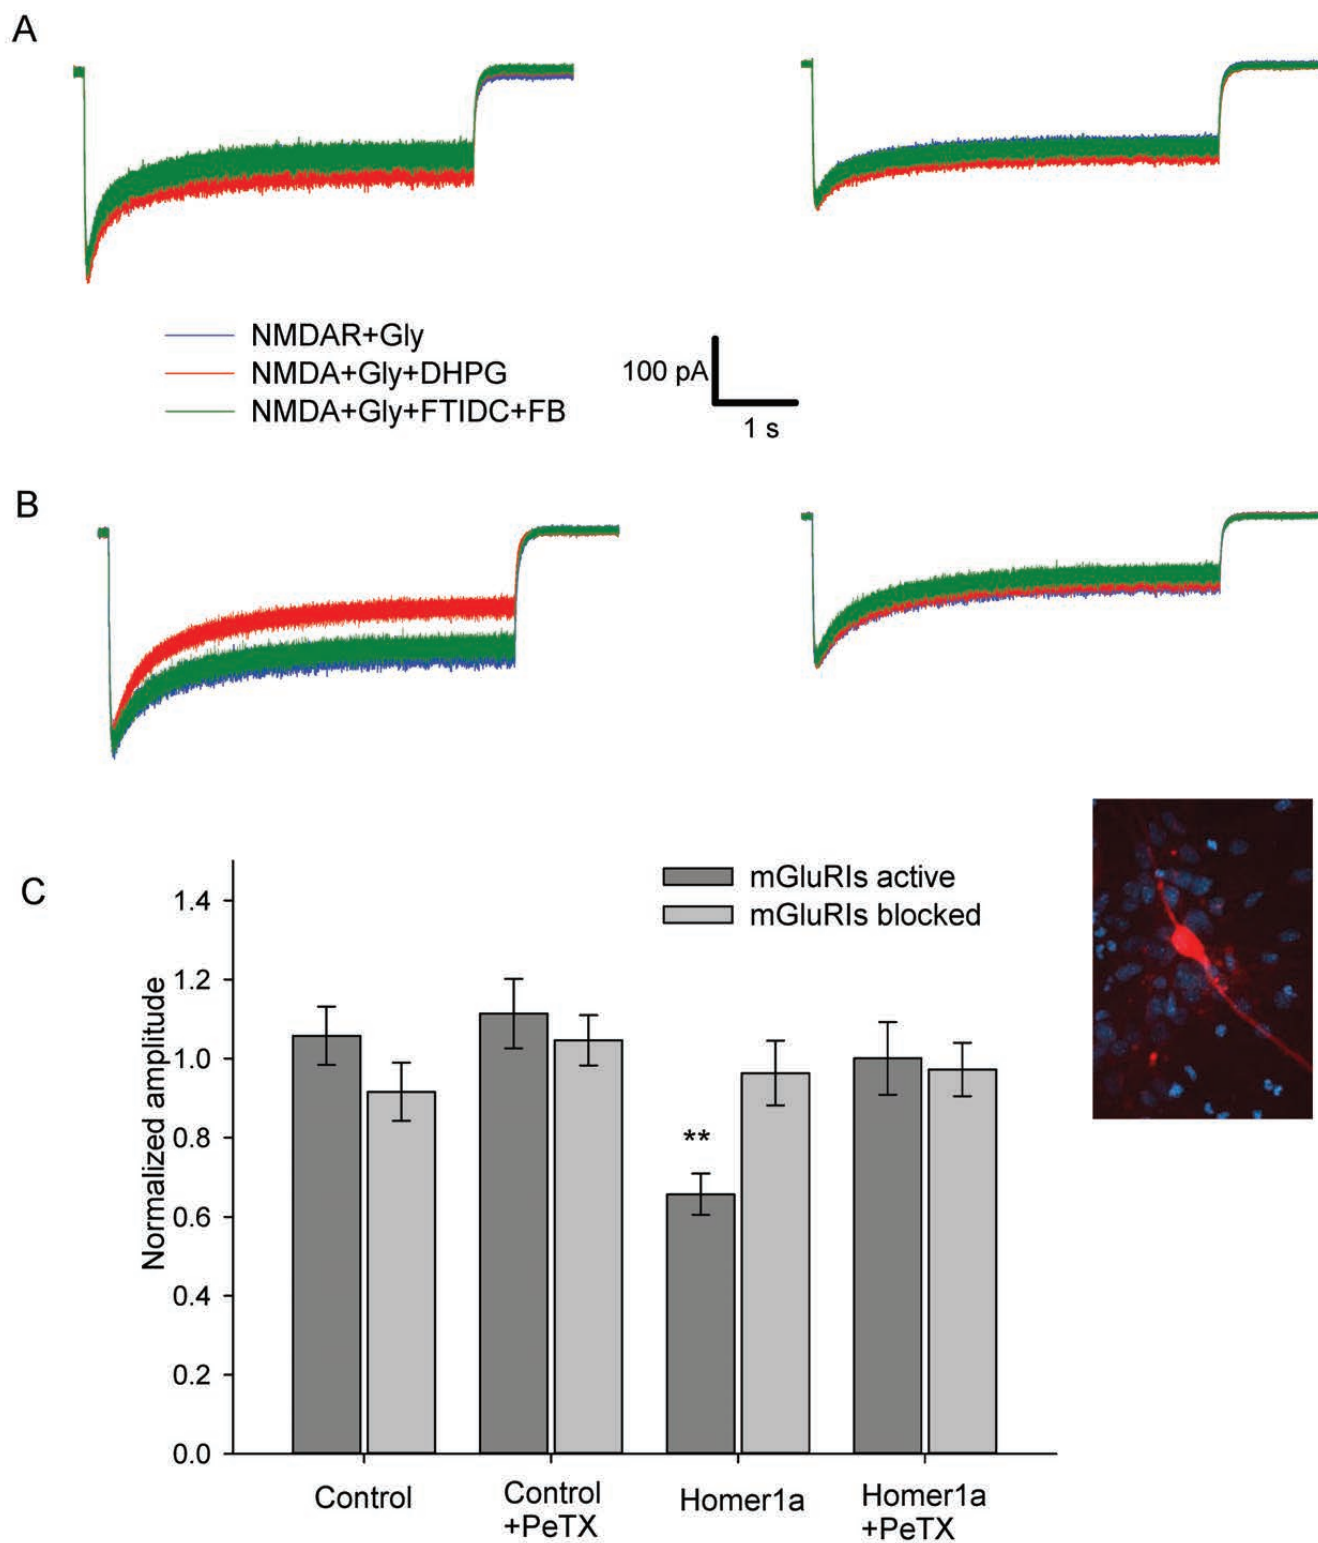 A
NMDAR+Gly
NMDA+Gly+DHPG
NMDA+Gly+FTIDC+FB
100 pA
1 s
B
C
mGluRIs active
mGluRIs blocked
Normalized amplitude
1.4
1.2
1.0
0.8
0.6
0.4
0.2
0.0
**
Control
Control
+PeTX
Homer1a
Homer1a
+PeTX